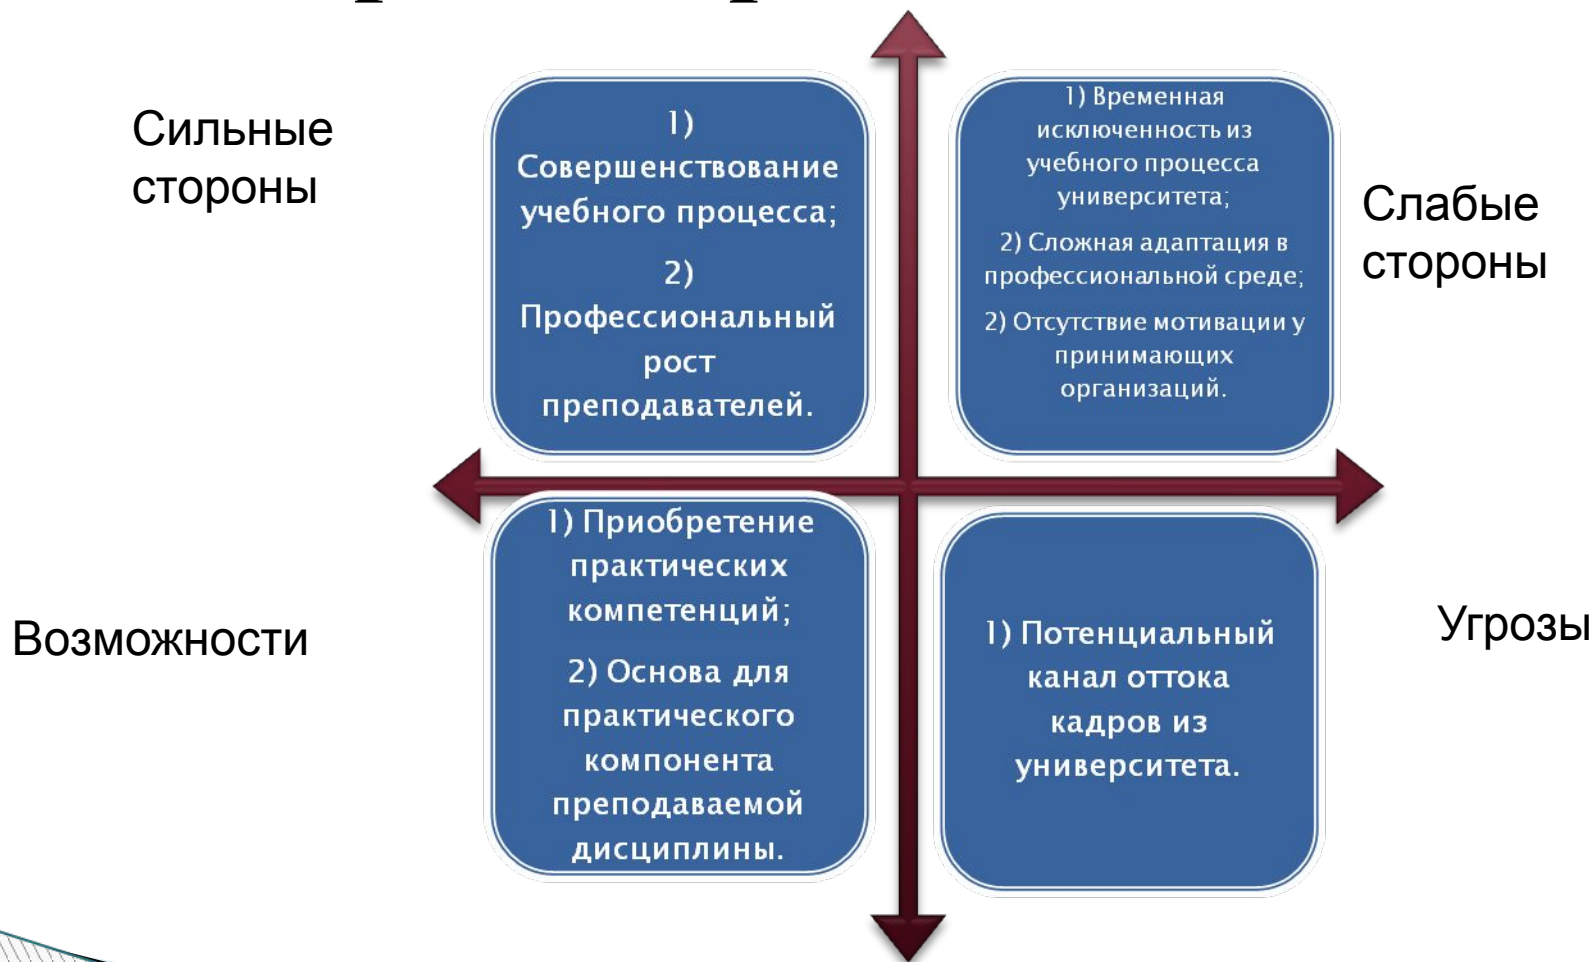 Сильные
стороны
1)
Совершенствование
учебного процесса;
2)
Профессиональный
рост
преподавателей.
1) Временная
исключенность из
учебного процесса
университета;
2) Сложная адаптация в
профессиональной среде;
2) Отсутствие мотивации у
принимающих
организаций.
Слабые
стороны
Возможности
1) Приобретение
практических
компетенций;
2) Основа для
практического
компонента
преподаваемой
дисциплины.
1) Потенциальный
канал оттока
кадров из
университета.
Угрозы